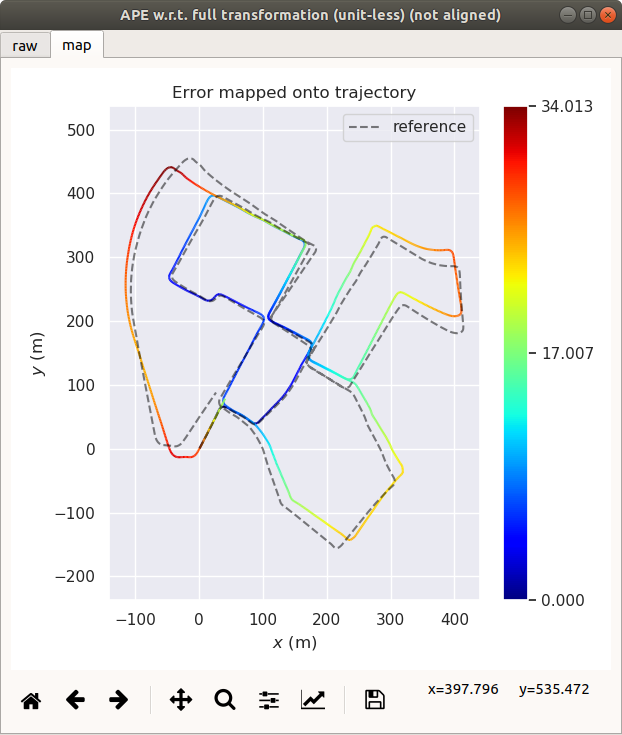 APE w.r.t. full transformation (unit-less) (not aligned)
raw map
Error mapped onto trajectory
reference
500
400
300
200
100
0
−100
−200
y (m)
−100 0 100 200 300 400
x (m)
34.013
17.007
0.000
x=397.796 y=535.472